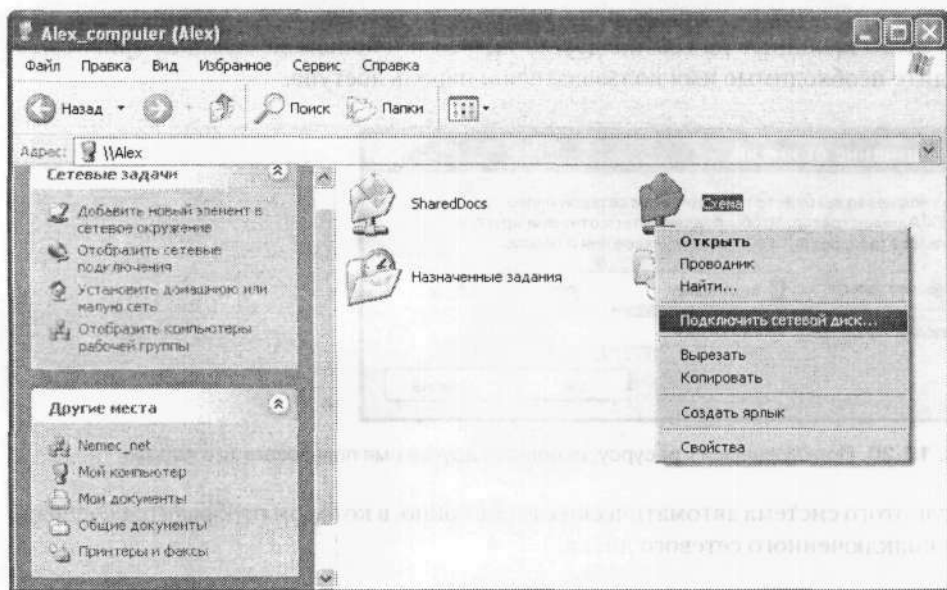 Alex_computer (Alex)
Файл Правка Вид Избранное Сервис Справка
Назад Поиск Папки
Адрес: \\Alex
Сетевые задачи
Добавить новый элемент в
сетевое окружение
Отобразить сетевые
подключения
Установить домашнюю или
малую сеть
Отобразить компьютеры
рабочей группы
Другие места
Nemec_net
Мой компьютер
Мои документы
Общие документы
Принтеры и факсы
SharedDocs
Схема
Назначенные задания
Открыть
Проводник
Найти...
Подключить сетевой диск...
Вырезать
Копировать
Создать ярлык
Свойства